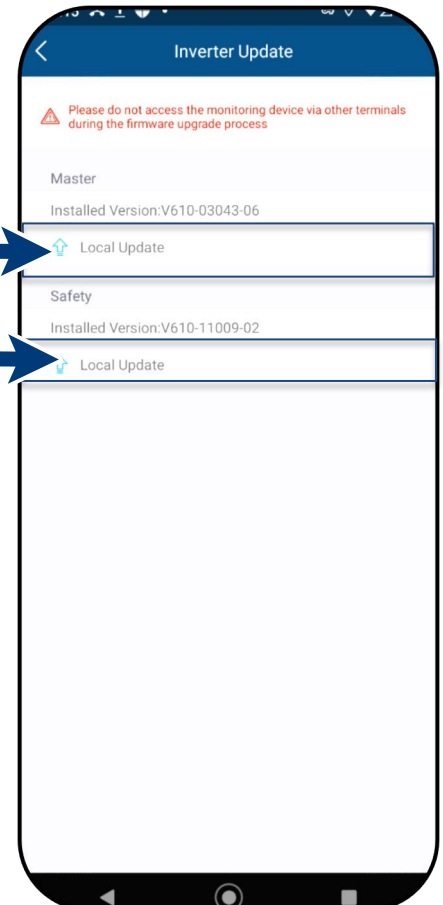 Inverter Update
Please do not access the monitoring device via other terminals
during the firmware upgrade process
Master
Installed Version:V610-03043-06
Local Update
Safety
Installed Version:V610-11009-02
Local Update